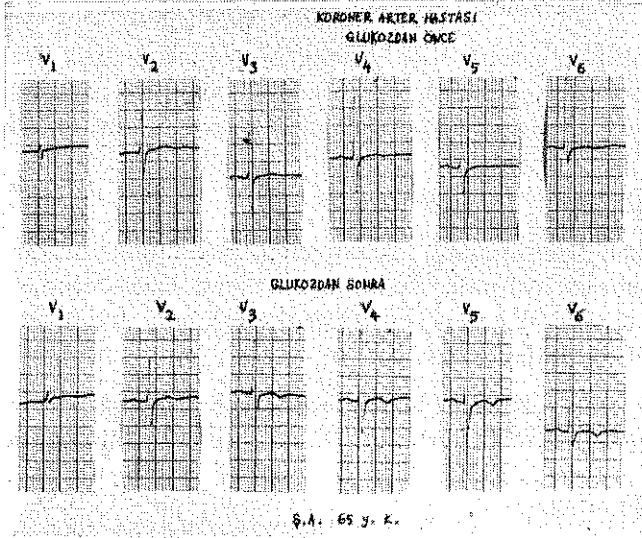 KORONER ARTER HASTASI
GLUKOZDAN ÖNCE
V1 V2 V3 V4 V5 V6
GLUKOZDAN SONRA
V1 V2 V3 V4 V5 V6
S.A. 65 y. K.